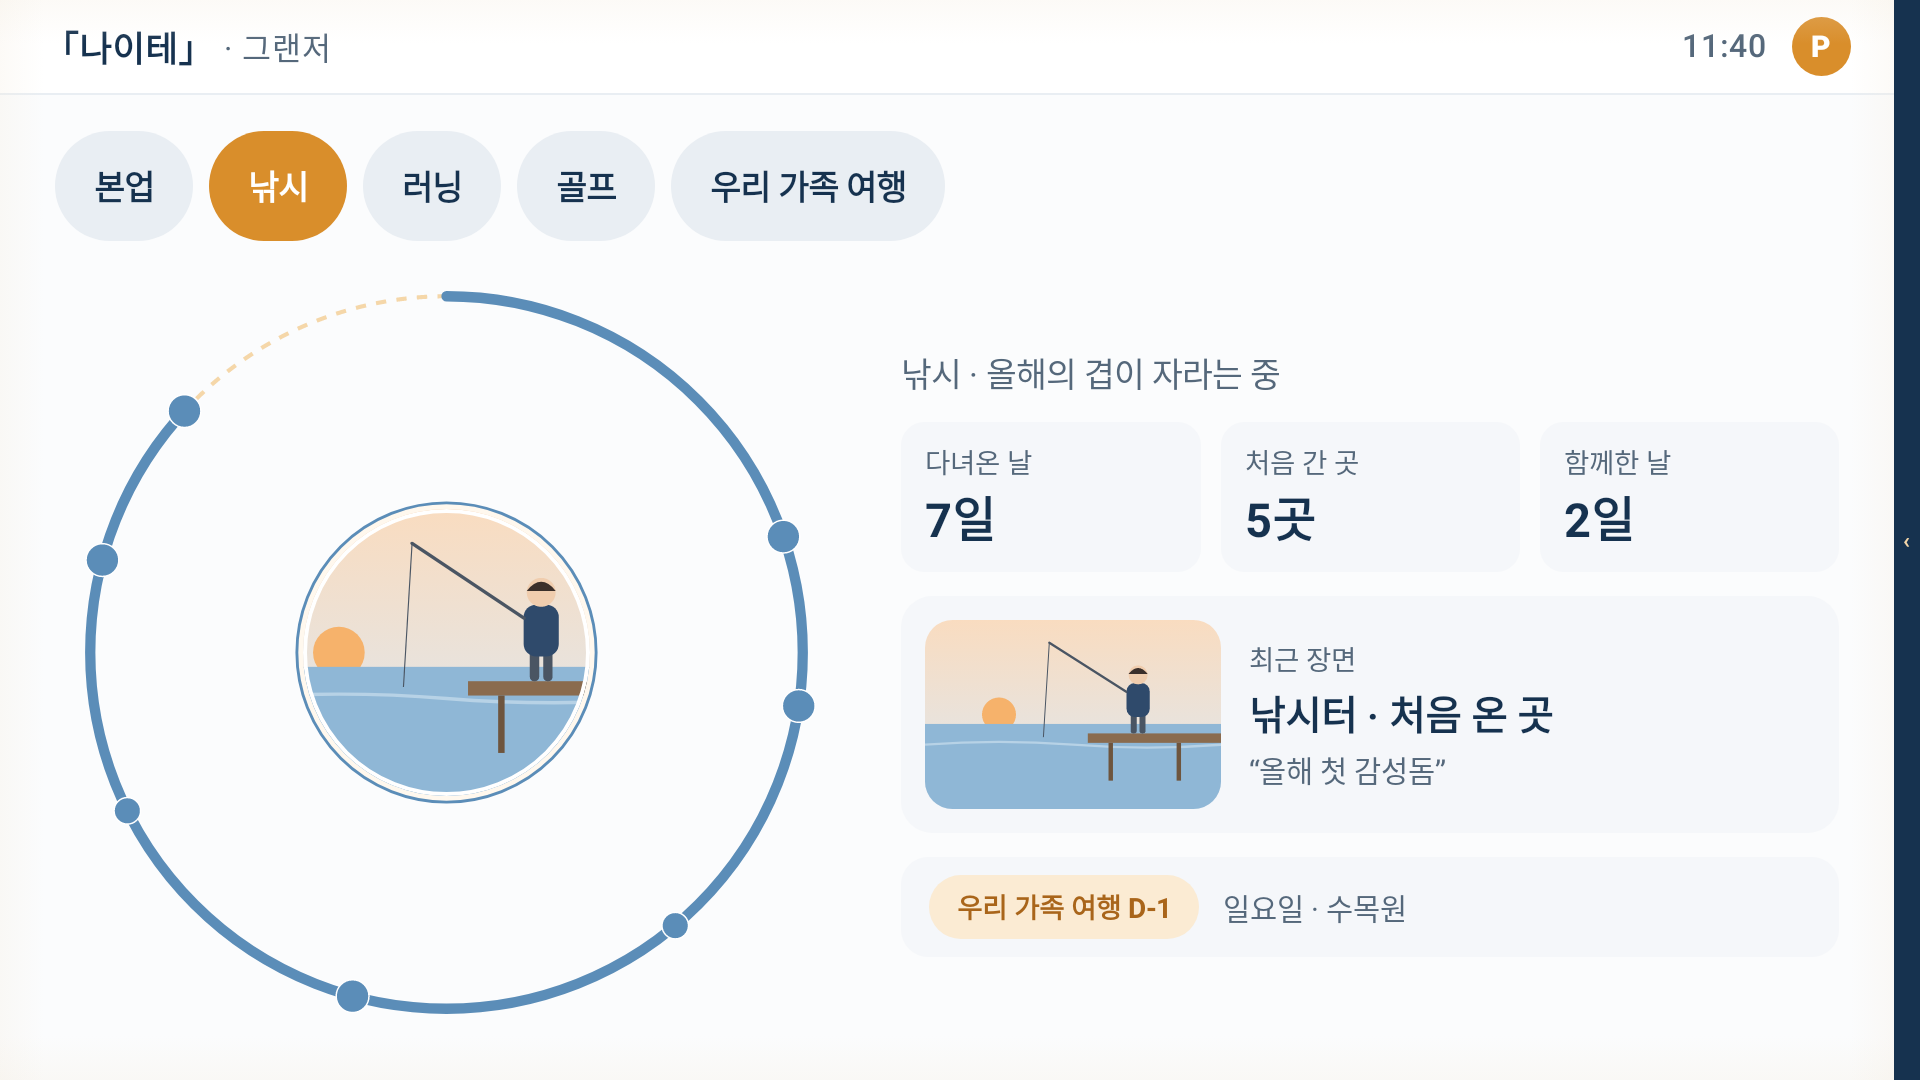 「나이테」 · 그랜저
11:40
P
본업
낚시
러닝
골프
우리 가족 여행
낚시 · 올해의 겹이 자라는 중
다녀온 날
7일
처음 간 곳
5곳
함께한 날
2일
최근 장면
낚시터 · 처음 온 곳
“올해 첫 감성돔”
우리 가족 여행 D-1
일요일 · 수목원
‹